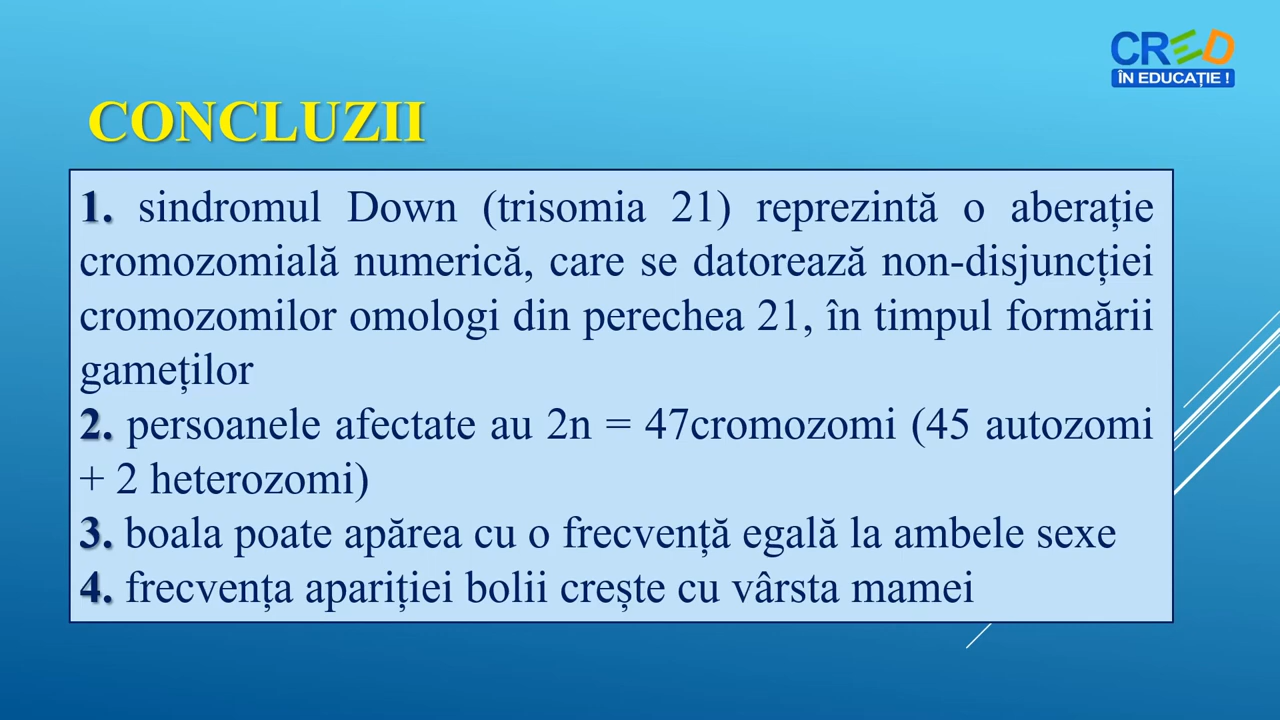 CRED
ÎN EDUCAȚIE !
CONCLUZII
1. sindromul Down (trisomia 21) reprezintă o aberație
cromozomială numerică, care se datorează non-disjuncției
cromozomilor omologi din perechea 21, în timpul formării
gameților
2. persoanele afectate au 2n = 47cromozomi (45 autozomi
+ 2 heterozomi)
3. boala poate apărea cu o frecvență egală la ambele sexe
4. frecvența apariției bolii crește cu vârsta mamei